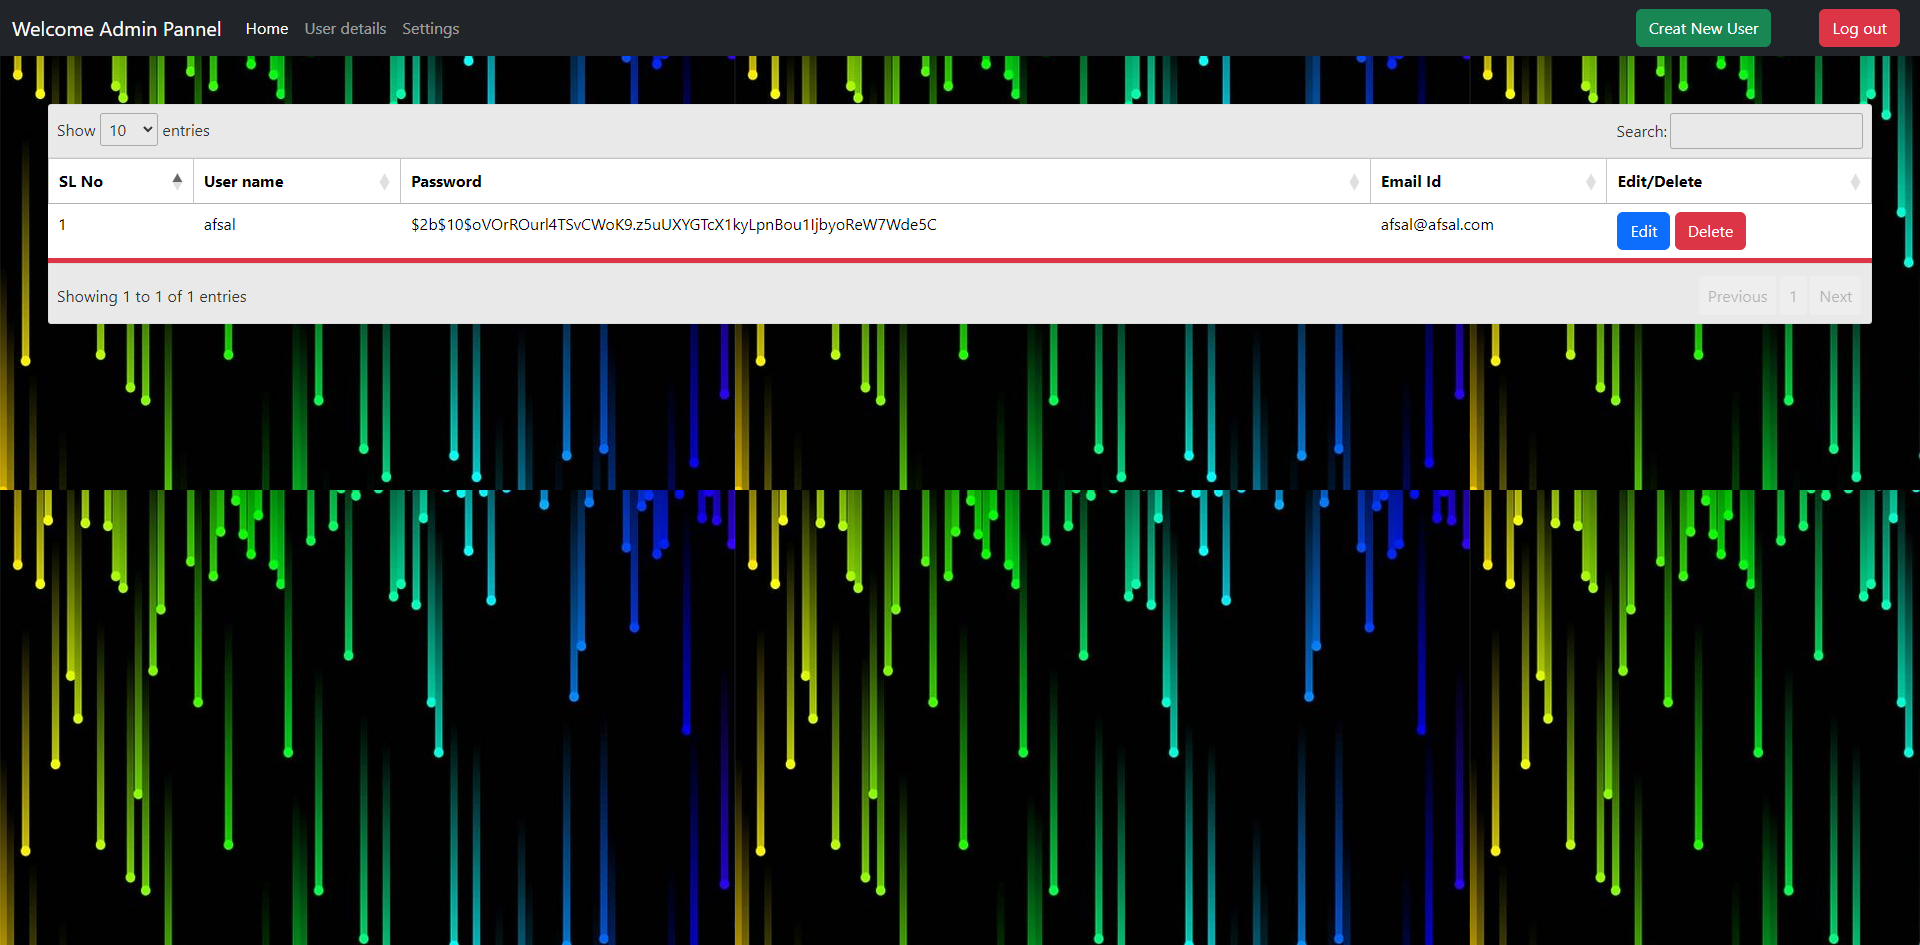 Welcome Admin Pannel Home User details Settings Creat New User Log out
Show 10 entries Search:
SL No User name Password Email Id Edit/Delete
1 afsal $2b$10$oVOrROurl4TSvCWoK9.z5uUXYGTcX1kyLpnBou1IjbyoReW7Wde5C afsal@afsal.com Edit Delete
Showing 1 to 1 of 1 entries Previous 1 Next